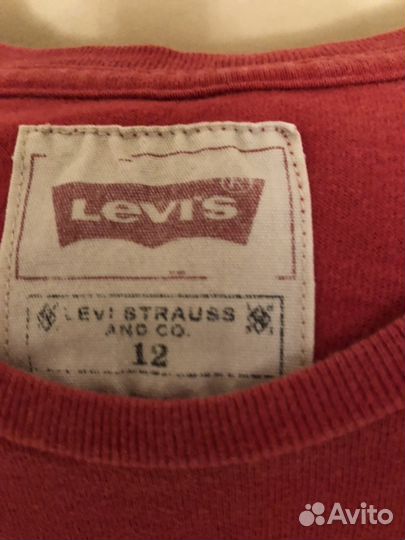 LEVI'S
LEVI STRAUSS
AND CO.
12
Avito